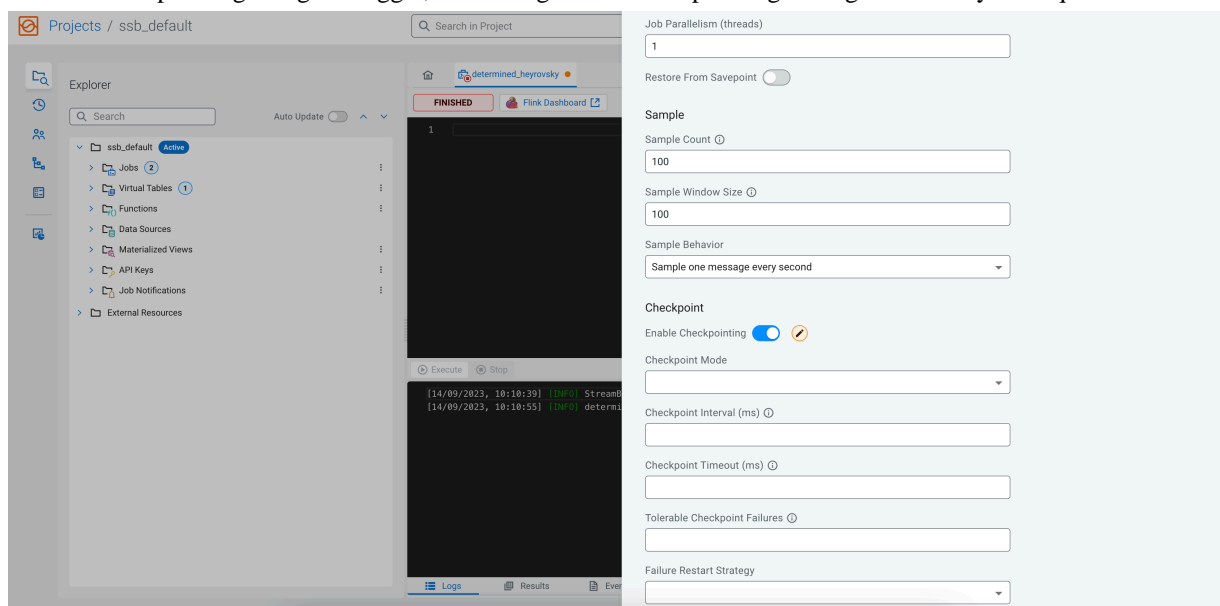 Projects / ssb_default
Search in Project
Explorer
Search
Auto Update
ssb_default Active
Jobs 2
Virtual Tables 1
Functions
Data Sources
Materialized Views
API Keys
Job Notifications
External Resources
determined_heyrovsky
FINISHED
Flink Dashboard
1
Execute
Stop
[14/09/2023, 10:10:39] [INFO] StreamB
[14/09/2023, 10:10:55] [INFO] determi
Logs
Results
Even
Job Parallelism (threads)
1
Restore From Savepoint
Sample
Sample Count
100
Sample Window Size
100
Sample Behavior
Sample one message every second
Checkpoint
Enable Checkpointing
Checkpoint Mode
Checkpoint Interval (ms)
Checkpoint Timeout (ms)
Tolerable Checkpoint Failures
Failure Restart Strategy